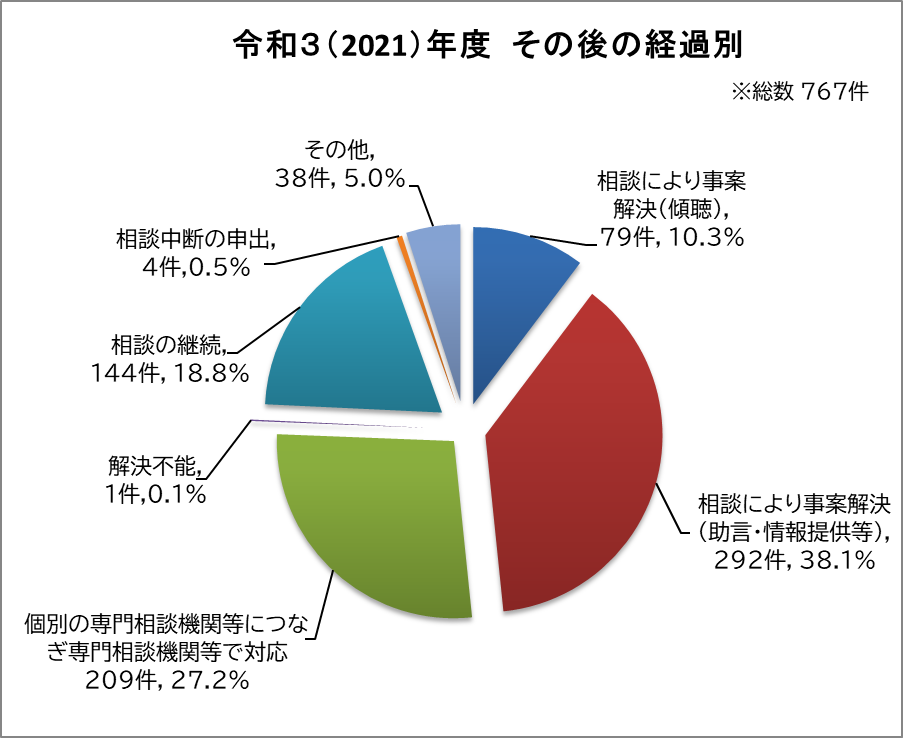 令和３（2021）年度　その後の経過別
※総数 767件
その他，
38件，5.0%
相談により事案
解決（傾聴），
79件，10.3%
相談中断の申出，
4件,0.5%
相談の継続，
144件，18.8%
解決不能，
1件,0.1%
相談により事案解決
（助言・情報提供等），
292件，38.1%
個別の専門相談機関等につな
ぎ専門相談機関等で対応
209件，27.2%